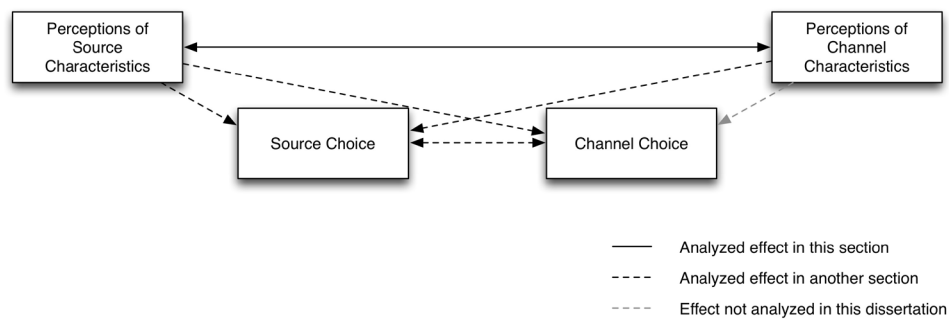 Perceptions of
Source
Characteristics
Perceptions of
Channel
Characteristics
Source Choice
Channel Choice
Analyzed effect in this section
Analyzed effect in another section
Effect not analyzed in this dissertation